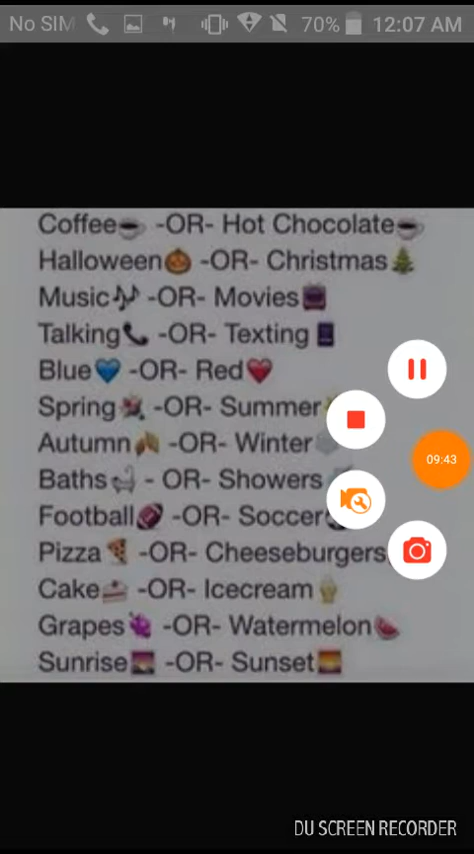 No SIM 70% 12:07 AM
Coffee☕ -OR- Hot Chocolate☕
Halloween🎃 -OR- Christmas🎄
Music🎶 -OR- Movies
Talking📞 -OR- Texting📱
Blue💙 -OR- Red❤️
Spring -OR- Summer
Autumn🍂 -OR- Winter
Baths🛁 - OR- Showers
Football🏈 -OR- Soccer⚽
Pizza🍕 -OR- Cheeseburgers
Cake🍰 -OR- Icecream🍦
Grapes🍇 -OR- Watermelon🍉
Sunrise🌄 -OR- Sunset🌅
09:43
DU SCREEN RECORDER